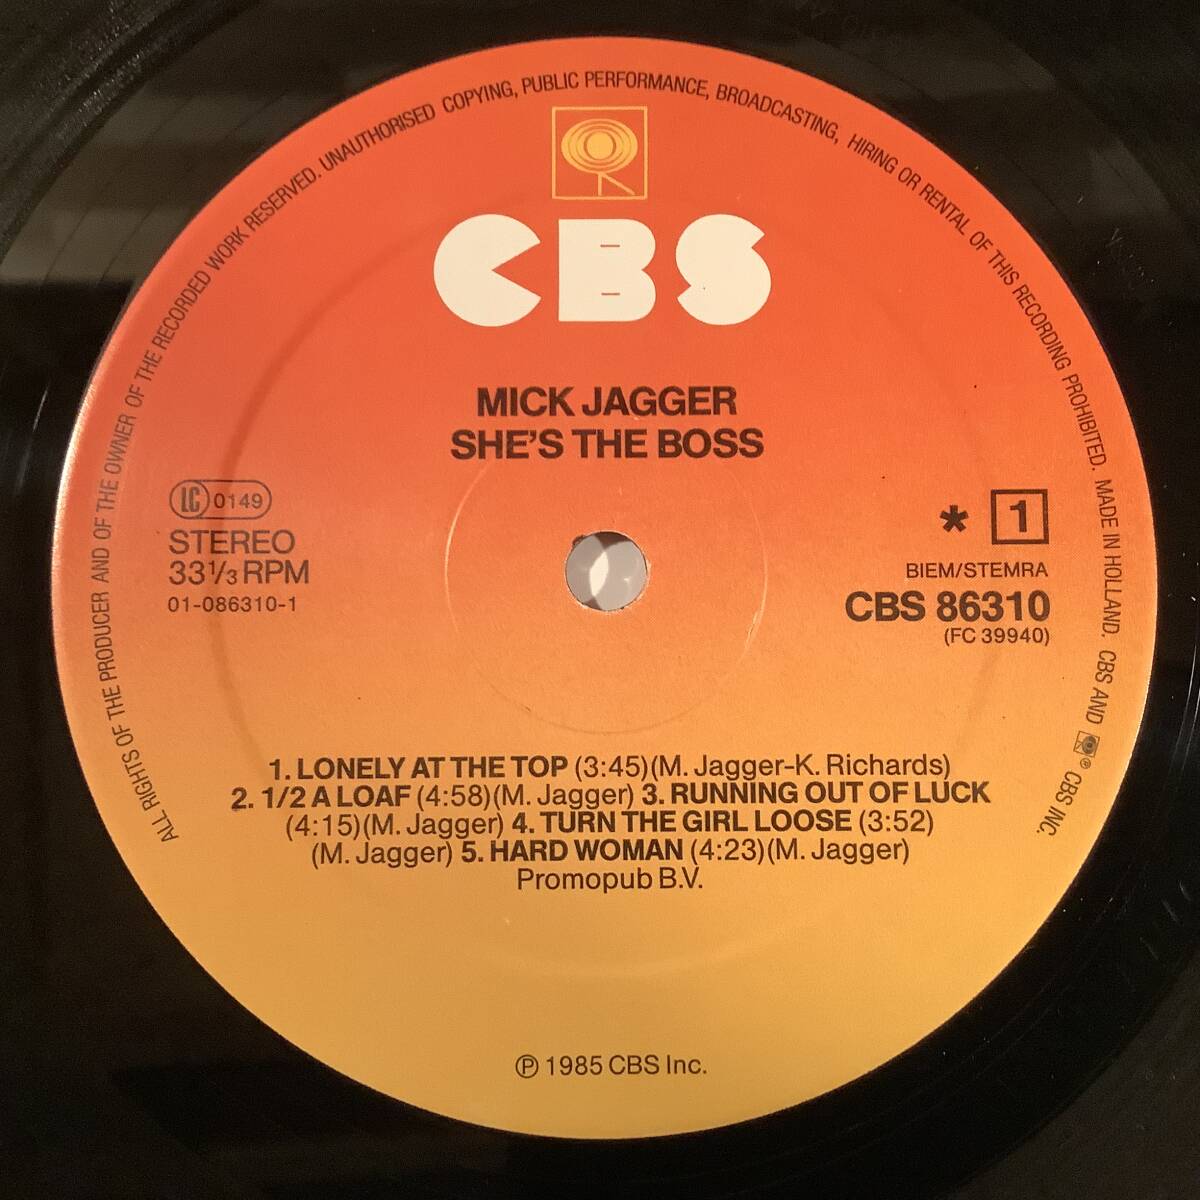 ALL RIGHTS OF THE PRODUCER AND OF THE OWNER OF THE RECORDED WORK RESERVED. UNAUTHORISED COPYING, PUBLIC PERFORMANCE, BROADCASTING, HIRING OR RENTAL OF THIS RECORDING PROHIBITED. MADE IN HOLLAND. CBS AND ℗ CBS INC.
CBS
MICK JAGGER
SHE'S THE BOSS
LC 0149
STEREO
33 1/3 RPM
01-086310-1
* 1
BIEM/STEMRA
CBS 86310
(FC 39940)
1. LONELY AT THE TOP (3:45)(M. Jagger-K. Richards)
2. 1/2 A LOAF (4:58)(M. Jagger) 3. RUNNING OUT OF LUCK
(4:15)(M. Jagger) 4. TURN THE GIRL LOOSE (3:52)
(M. Jagger) 5. HARD WOMAN (4:23)(M. Jagger)
Promopub B.V.
℗ 1985 CBS Inc.